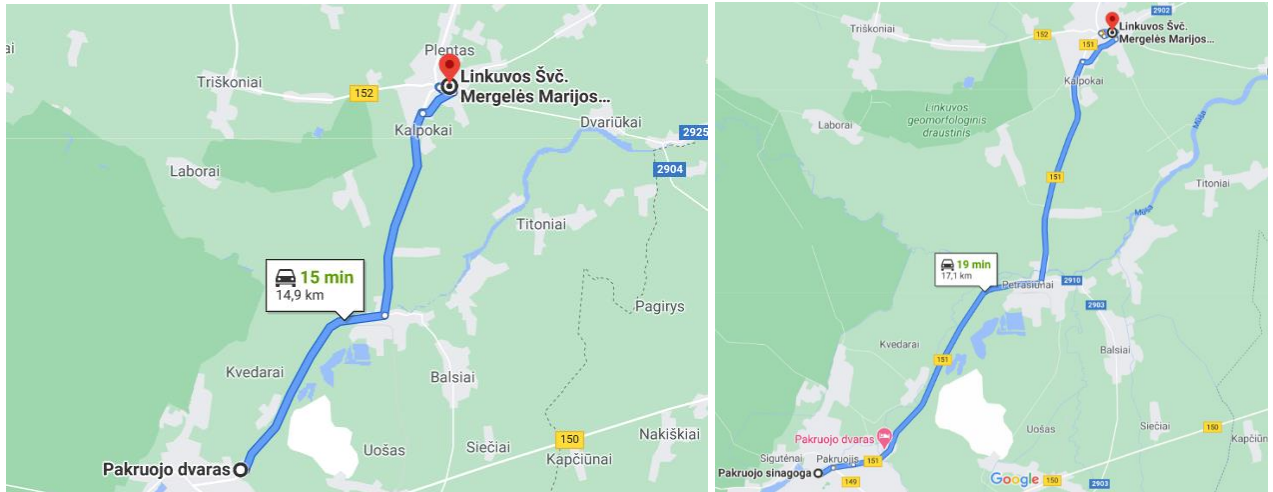 ai
Plentas
Triškoniai
152
Linkuvos Švč.
Mergelės Marijos...
Kalpokai
Dvariūkai
2925
2904
Laborai
Titoniai
15 min
14,9 km
Pagirys
Kvedarai
Balsiai
Uošas
Siečiai
150
Nakiškiai
Kapčiūnai
Pakruojo dvaras
2902
Triškoniai
152
151
Linkuvos Švč.
Mergelės Marijos...
Kalpokai
Linkuvos
geomorfologinis
draustinis
Laborai
Mūša
151
Titoniai
Mūša
19 min
17,1 km
Petrašiūnai
2910
2903
Kvedarai
151
Balsiai
Pakruojo dvaras
Uošas
Siečiai
150
Kapčiūn
Sigutėnai
Pakruojis
151
Pakruojo sinagoga
149
Google
150
2903